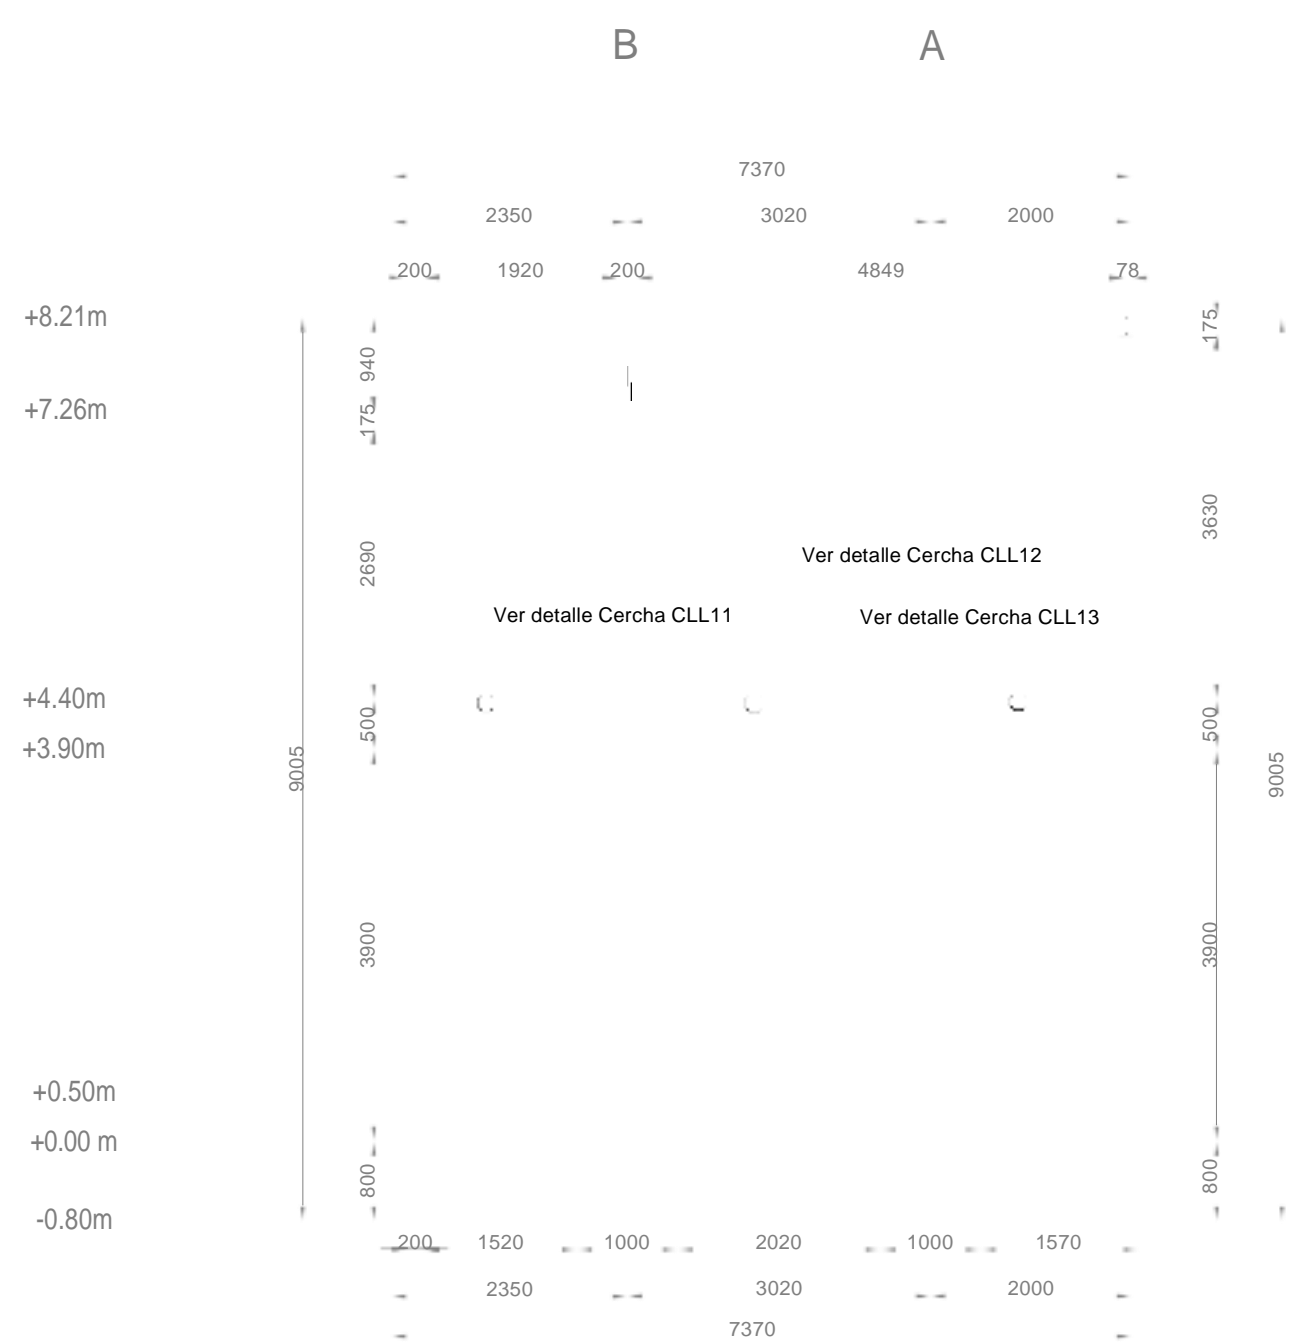 B A
7370
2350 3020 2000
200 1920 200 4849 78
+8.21m
175
940
+7.26m
175
3630
2690
Ver detalle Cercha CLL12
Ver detalle Cercha CLL11
Ver detalle Cercha CLL13
+4.40m
500
500
+3.90m
9005
9005
3900
3900
+0.50m
+0.00 m
800
800
-0.80m
200 1520 1000 2020 1000 1570
2350 3020 2000
7370